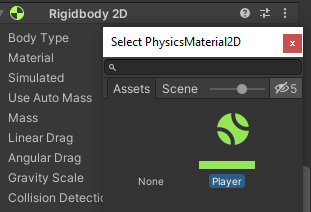 Rigidbody 2D
Body Type
Material
Simulated
Use Auto Mass
Mass
Linear Drag
Angular Drag
Gravity Scale
Collision Detectio
Select PhysicsMaterial2D
x
Assets Scene 5
None Player